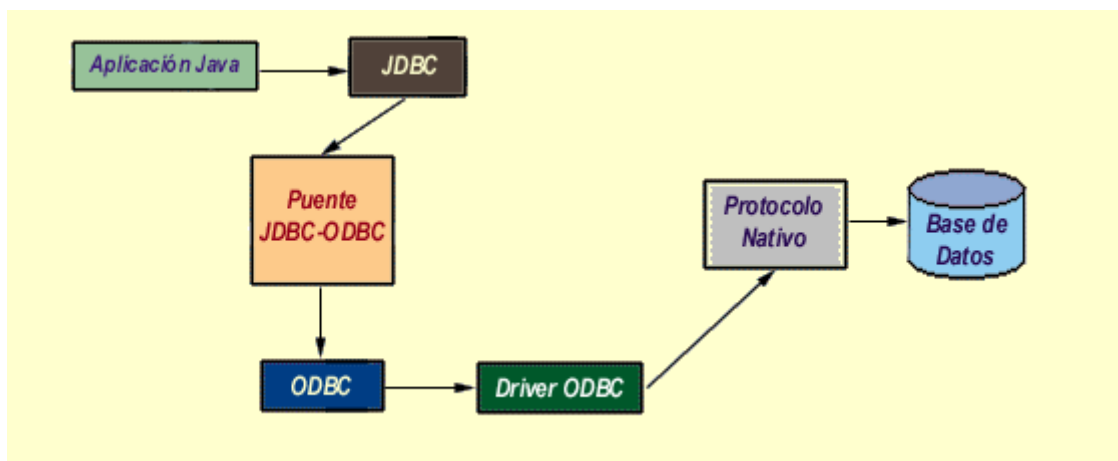 Aplicación Java
JDBC
Puente
JDBC-ODBC
Protocolo
Nativo
Base de
Datos
ODBC
Driver ODBC